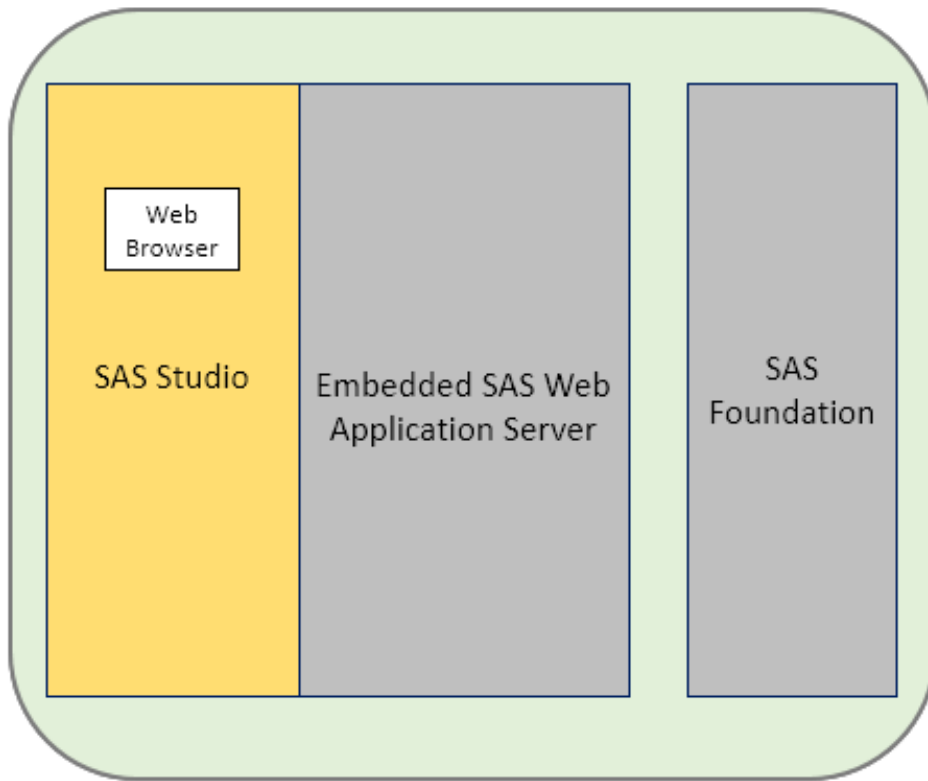 Web
Browser
SAS Studio
Embedded SAS Web
Application Server
SAS
Foundation